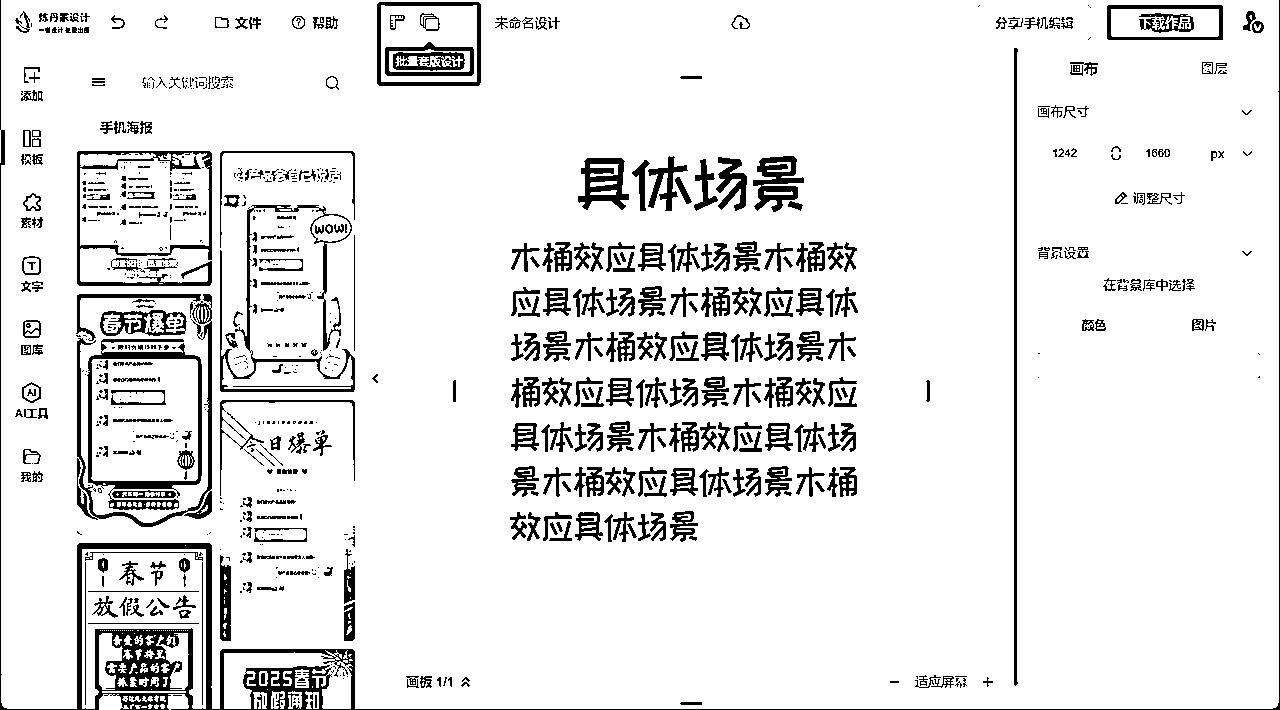 炼丹家设计
文件
帮助
批量套版设计
未命名设计
分享/手机编辑
下载作品
添加
模板
素材
文字
图库
AI工具
我的
输入关键词搜索
手机海报
WOW!
春节爆单
今日爆单
春节
放假公告
2025春节
放假通知
具体场景
木桶效应具体场景木桶效
应具体场景木桶效应具体
场景木桶效应具体场景木
桶效应具体场景木桶效应
具体场景木桶效应具体场
景木桶效应具体场景木桶
效应具体场景
画板 1/1
适应屏幕
画布
图层
画布尺寸
1242
1660
px
调整尺寸
背景设置
在背景库中选择
颜色
图片